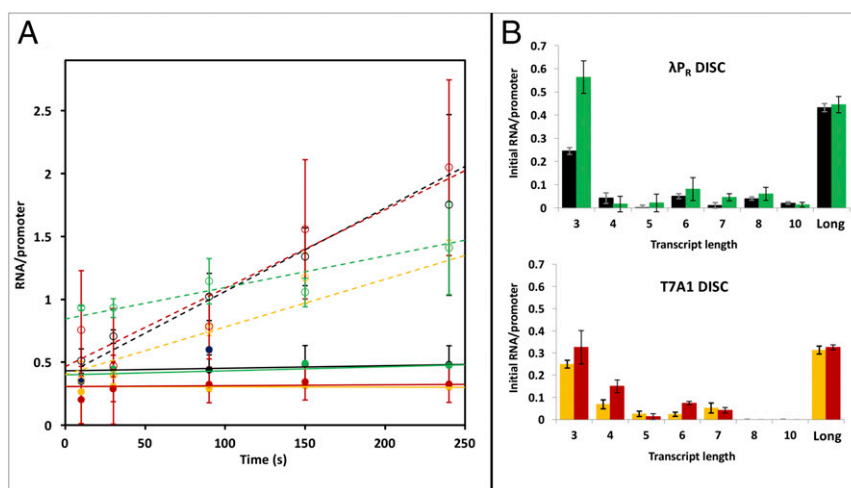 A
RNA/promoter
2.5
2
1.5
1
0.5
0
0
50
100
150
200
250
Time (s)
B
λPR DISC
Initial RNA/promoter
0.7
0.6
0.5
0.4
0.3
0.2
0.1
0
3 4 5 6 7 8 10 Long
Transcript length
T7A1 DISC
Initial RNA/promoter
0.7
0.6
0.5
0.4
0.3
0.2
0.1
0
3 4 5 6 7 8 10 Long
Transcript length